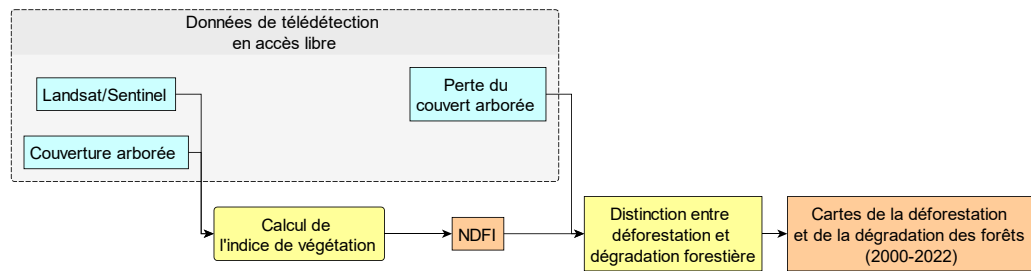 Données de télédétection
en accès libre
Landsat/Sentinel
Perte du
couvert arborée
Couverture arborée
Calcul de
l'indice de végétation
NDFI
Distinction entre
déforestation et
dégradation forestière
Cartes de la déforestation
et de la dégradation des forêts
(2000-2022)